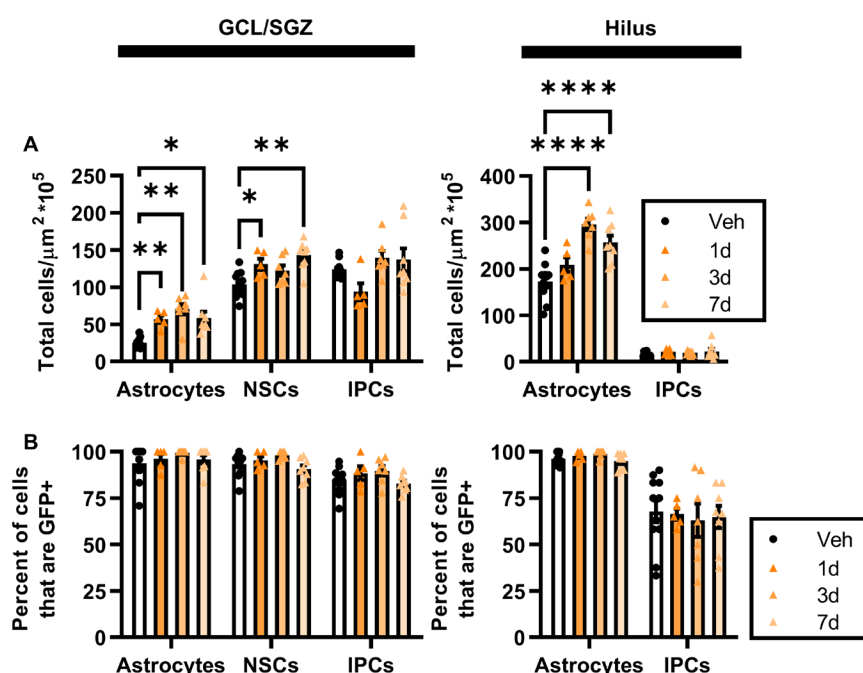 GCL/SGZ
Hilus
A
Total cells/μm² *10⁵
250
200
150
100
50
0
* * * * * * * *
Astrocytes
NSCs
IPCs
Total cells/μm² *10⁵
400
300
200
100
0
* * * *
* * * *
Astrocytes
IPCs
Veh
1d
3d
7d
B
Percent of cells
that are GFP+
100
75
50
25
0
Astrocytes
NSCs
IPCs
Percent of cells
that are GFP+
100
75
50
25
0
Astrocytes
IPCs
Veh
1d
3d
7d